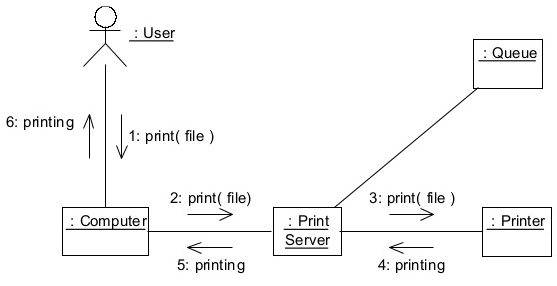 : User
: Queue
6: printing
1: print( file )
2: print( file)
3: print( file )
: Computer
: Print
Server
: Printer
5: printing
4: printing